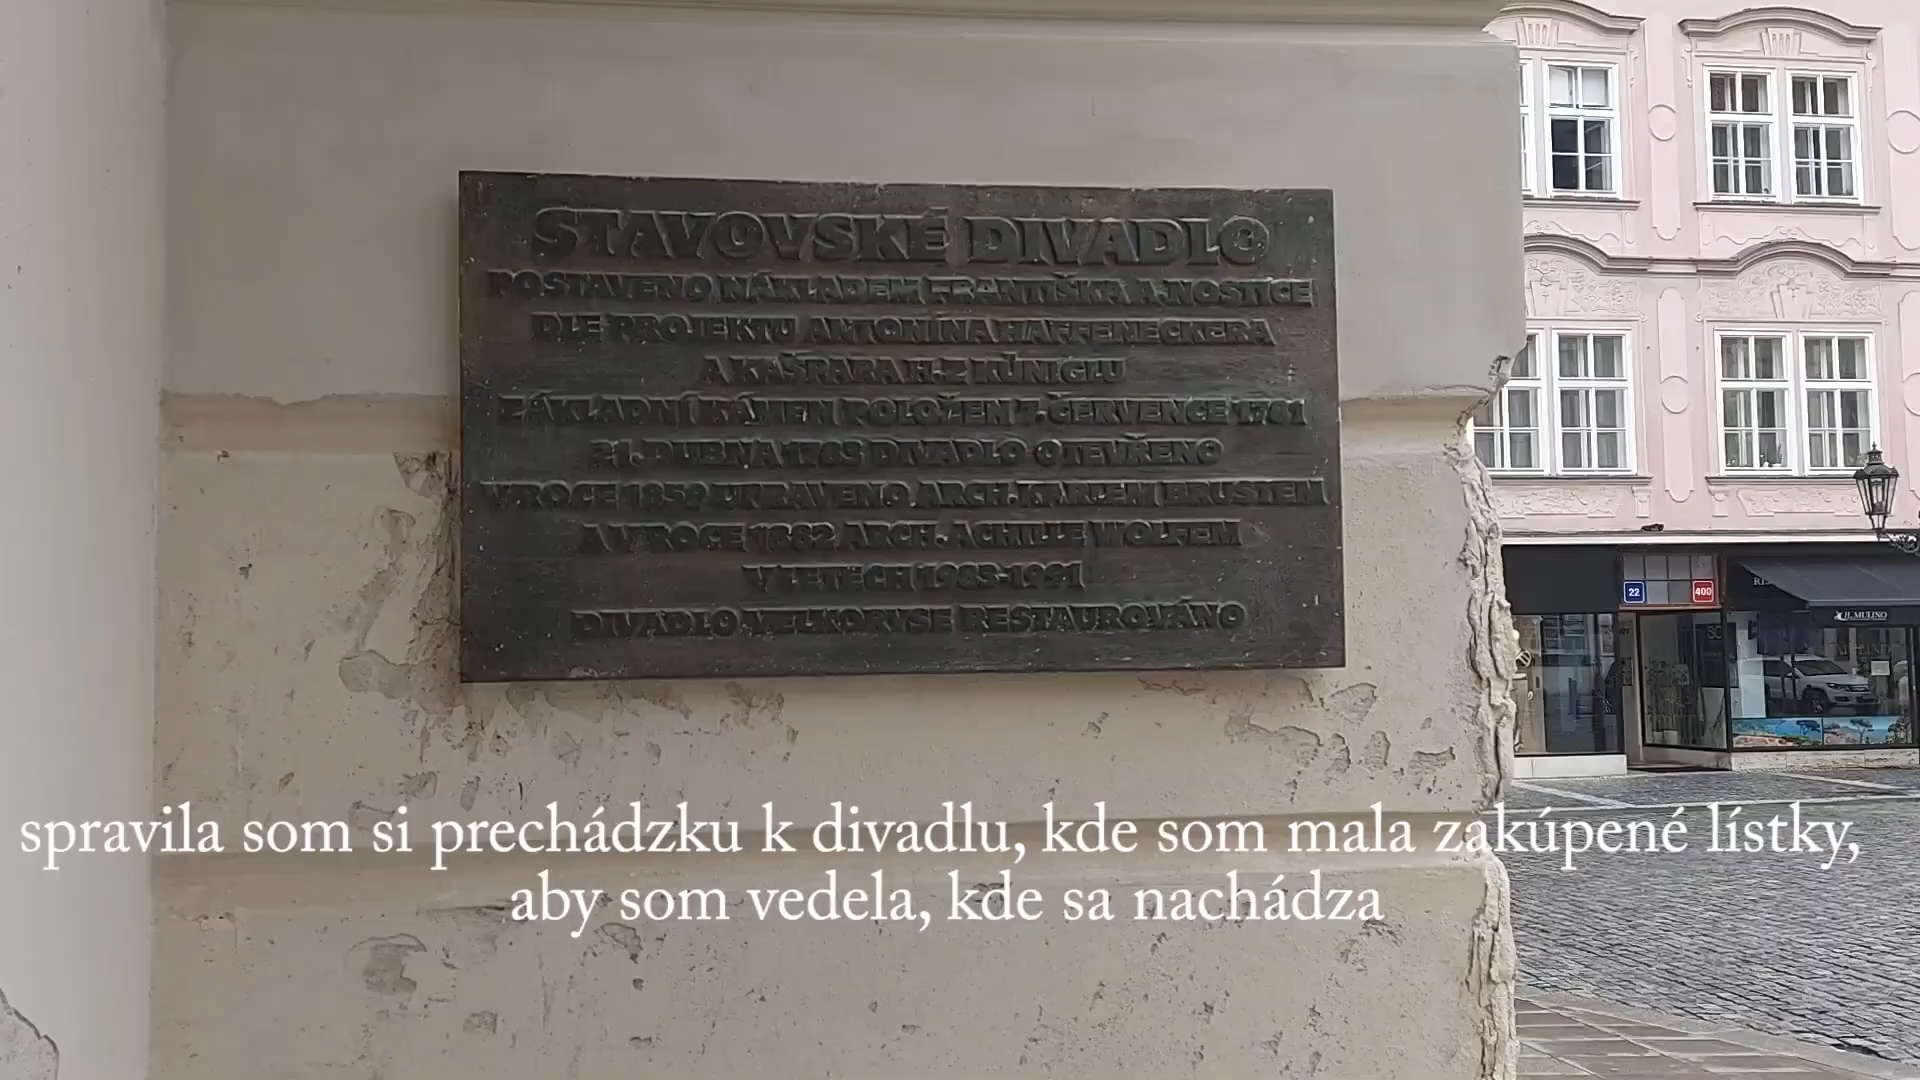 STAVOVSKÉ DIVADLO
POSTAVENO NÁKLADEM FRANTIŠKA A. NOSTICE
DLE PROJEKTU ANTONÍNA HAFFENECKERA
A KAŠPARA H. Z KÜNIGLU
ZÁKLADNÍ KÁMEN POLOŽEN 7. ČERVENCE 1781
21. DUBNA 1783 DIVADLO OTEVŘENO
V ROCE 1859 UPRAVENO ARCH. KARLEM BRUSTEM
A V ROCE 1882 ARCH. ACHILLE WOLFEM
V LETECH 1983-1991
DIVADLO VELKORYSE RESTAUROVÁNO
22
400
IL MULINO
spravila som si prechádzku k divadlu, kde som mala zakúpené lístky,
aby som vedela, kde sa nachádza